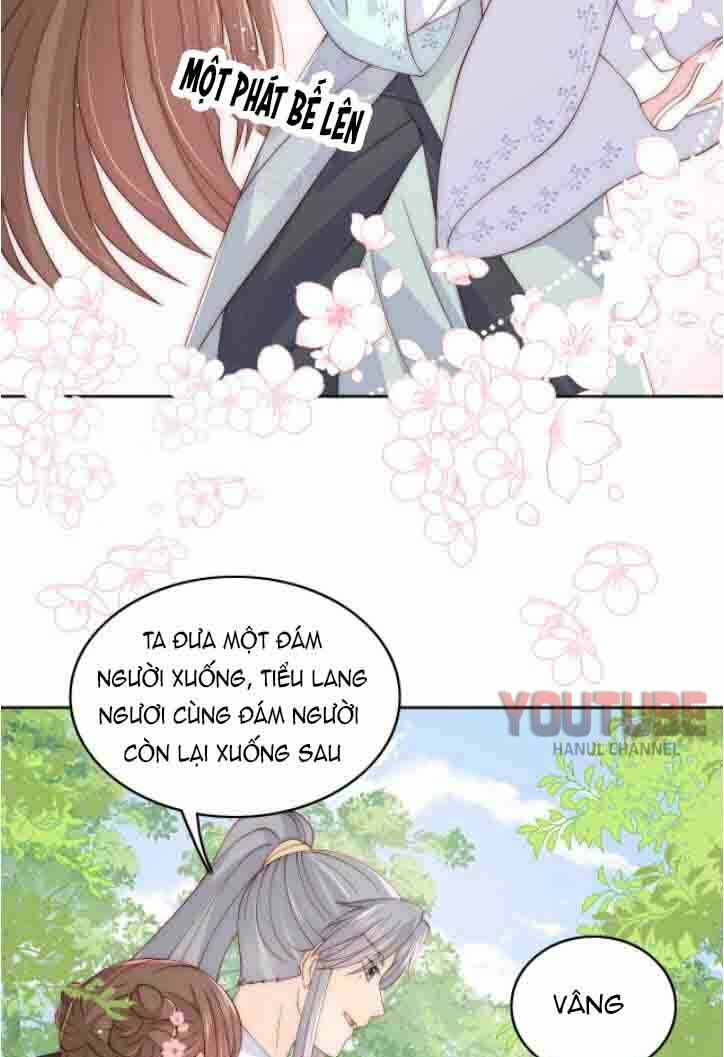 MỘT PHÁT BẾ LÊN
TA ĐƯA MỘT ĐÁM
NGƯỜI XUỐNG, TIỂU LANG
NGƯƠI CÙNG ĐÁM NGƯỜI
CÒN LẠI XUỐNG SAU
YOUTUBE
HANUL CHANNEL
VÂNG